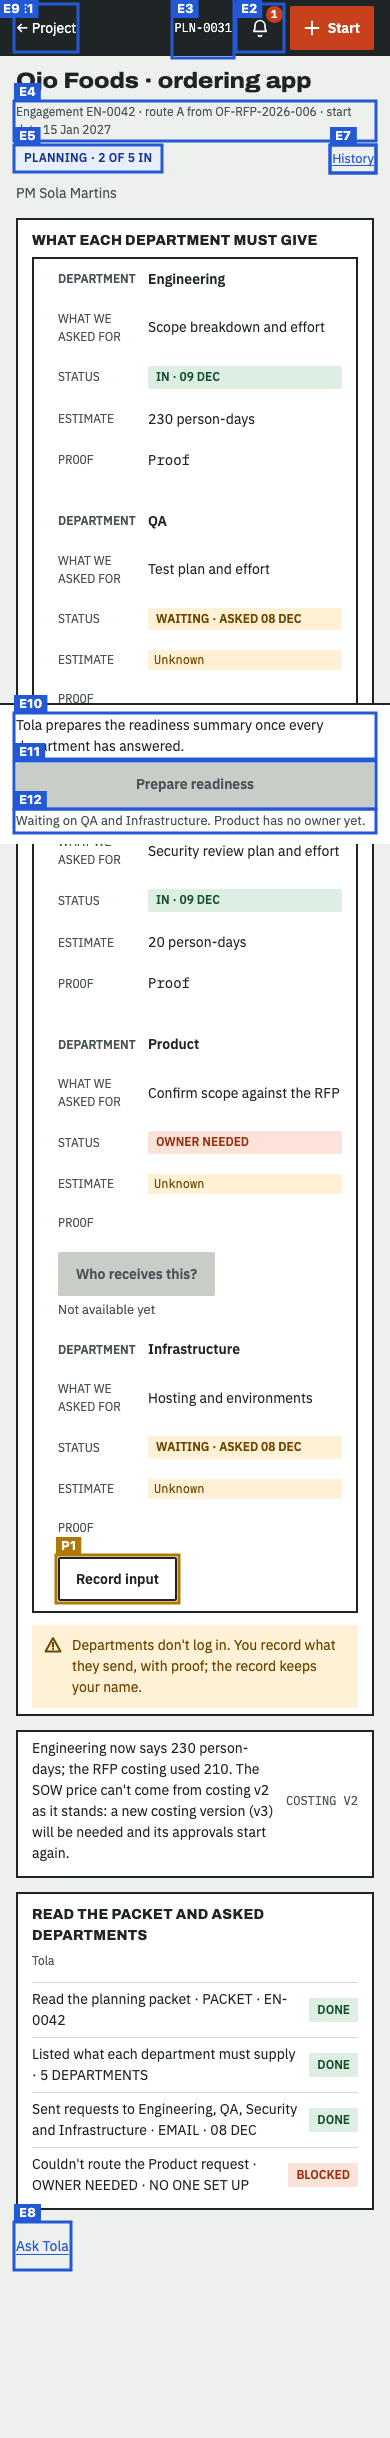 E9
← Project
E3
PLN-0031
E2
1
Start
Ojo Foods · ordering app
E4
Engagement EN-0042 · route A from OF-RFP-2026-006 · start
15 Jan 2027
E5
PLANNING · 2 OF 5 IN
E7
History
PM Sola Martins
WHAT EACH DEPARTMENT MUST GIVE
DEPARTMENT Engineering
WHAT WE
ASKED FOR
Scope breakdown and effort
STATUS IN · 09 DEC
ESTIMATE 230 person-days
PROOF Proof
DEPARTMENT QA
WHAT WE
ASKED FOR
Test plan and effort
STATUS WAITING · ASKED 08 DEC
ESTIMATE Unknown
PROOF
E10
Tola prepares the readiness summary once every
department has answered.
E11
Prepare readiness
E12
Waiting on QA and Infrastructure. Product has no owner yet.
ASKED FOR
Security review plan and effort
STATUS IN · 09 DEC
ESTIMATE 20 person-days
PROOF Proof
DEPARTMENT Product
WHAT WE
ASKED FOR
Confirm scope against the RFP
STATUS OWNER NEEDED
ESTIMATE Unknown
PROOF
Who receives this?
Not available yet
DEPARTMENT Infrastructure
WHAT WE
ASKED FOR
Hosting and environments
STATUS WAITING · ASKED 08 DEC
ESTIMATE Unknown
PROOF
P1
Record input
Departments don't log in. You record what
they send, with proof; the record keeps
your name.
Engineering now says 230 person-
days; the RFP costing used 210. The
SOW price can't come from costing v2
as it stands: a new costing version (v3)
will be needed and its approvals start
again.
COSTING V2
READ THE PACKET AND ASKED
DEPARTMENTS
Tola
Read the planning packet · PACKET · EN-
0042
DONE
Listed what each department must supply
· 5 DEPARTMENTS
DONE
Sent requests to Engineering, QA, Security
and Infrastructure · EMAIL · 08 DEC
DONE
Couldn't route the Product request ·
OWNER NEEDED · NO ONE SET UP
BLOCKED
E8
Ask Tola